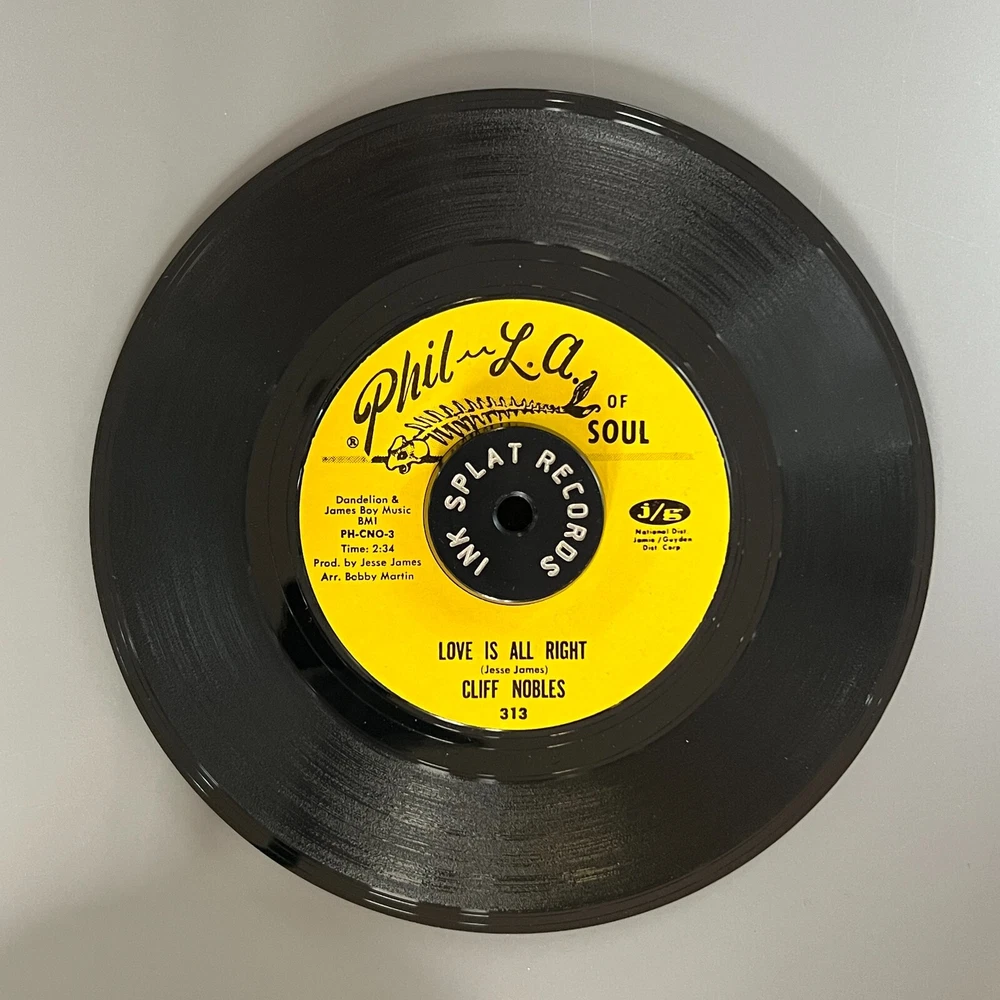 Phil-L.A.
OF
SOUL
®
INK SPLAT RECORDS
Dandelion &
James Boy Music
BMI
PH-CNO-3
Time: 2:34
Prod. by Jesse James
Arr. Bobby Martin
j/g
National Dist.
Jamie/Guyden
Dist Corp
LOVE IS ALL RIGHT
(Jesse James)
CLIFF NOBLES
313